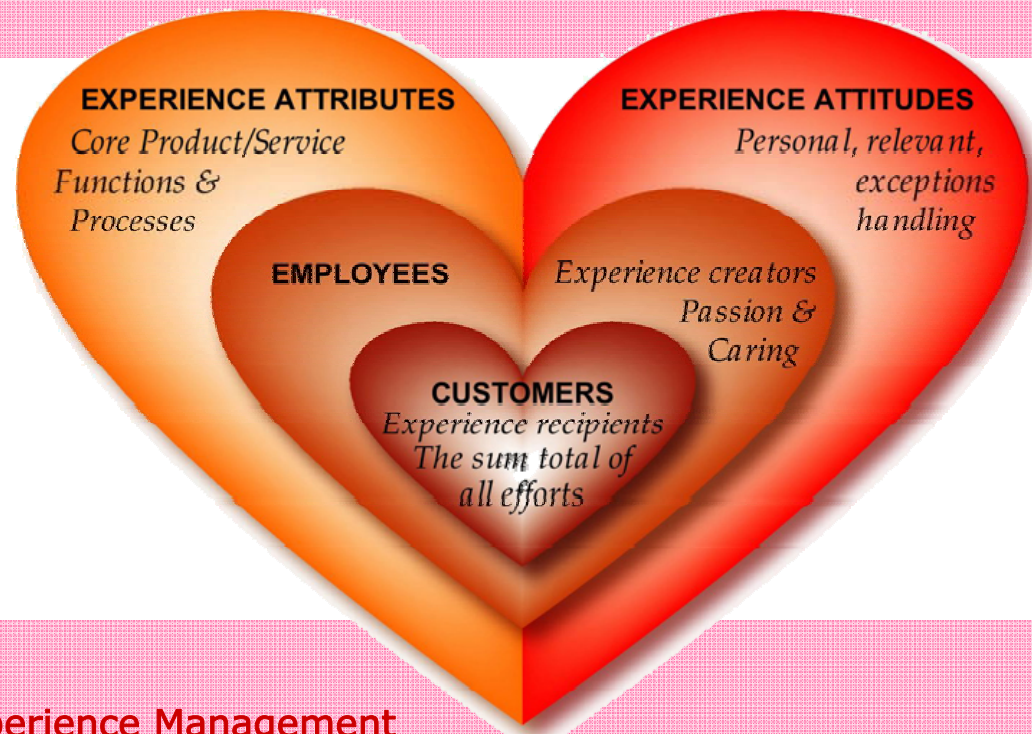 EXPERIENCE ATTRIBUTES
Core Product/Service
Functions &
Processes
EXPERIENCE ATTITUDES
Personal, relevant,
exceptions
handling
EMPLOYEES
Experience creators
Passion &
Caring
CUSTOMERS
Experience recipients
The sum total of
all efforts
Management